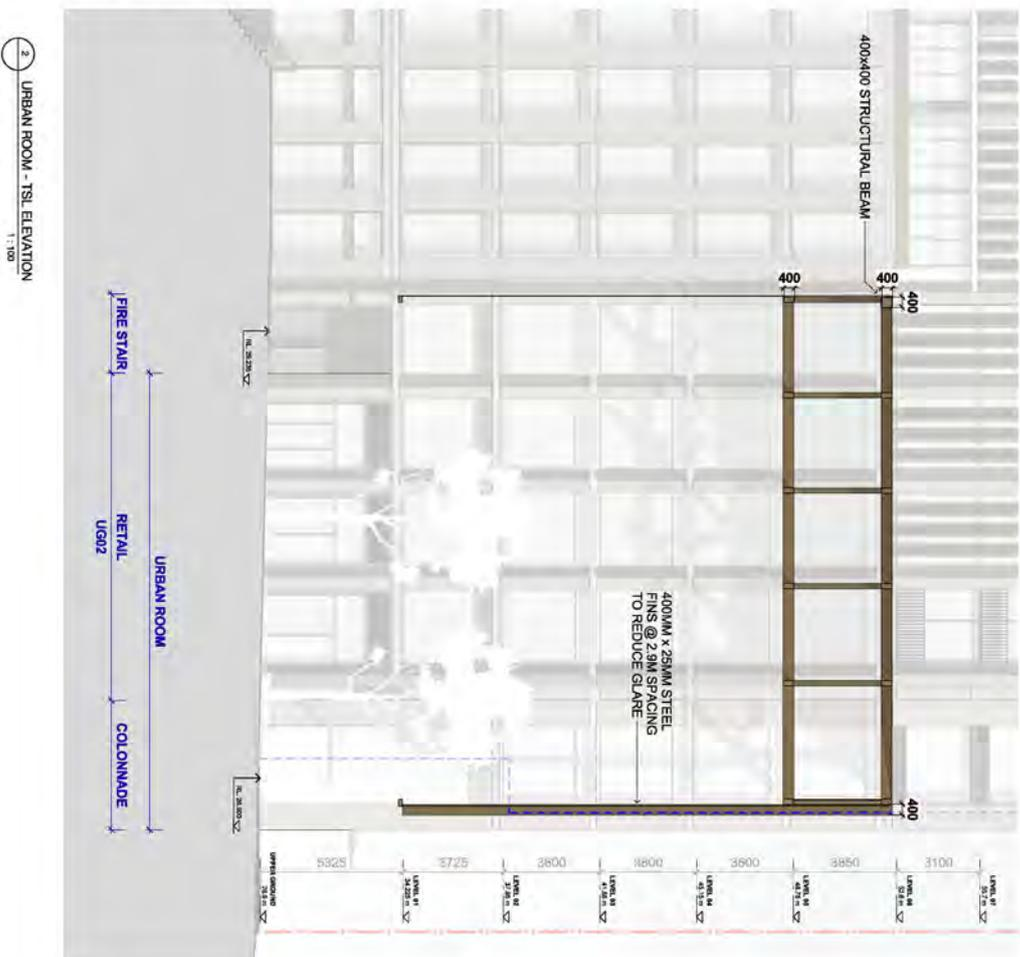 400x400 STRUCTURAL BEAM
400
400
400
400
400MM x 25MM STEEL
FINS @ 2.9M SPACING
TO REDUCE GLARE
3100
LEVEL 07
3850
LEVEL 06
3800
LEVEL 05
3800
LEVEL 04
3800
LEVEL 03
3725
LEVEL 02
5325
LEVEL 01
UPPER GROUND
URBAN ROOM
FIRE STAIR
RETAIL
UG02
COLONNADE
2
URBAN ROOM - TSL ELEVATION
1 : 100